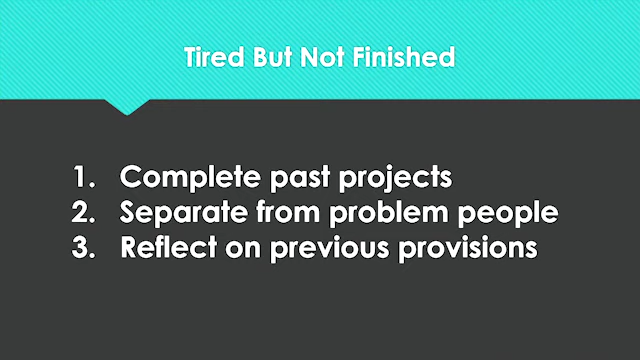 Tired But Not Finished
1. Complete past projects
2. Separate from problem people
3. Reflect on previous provisions